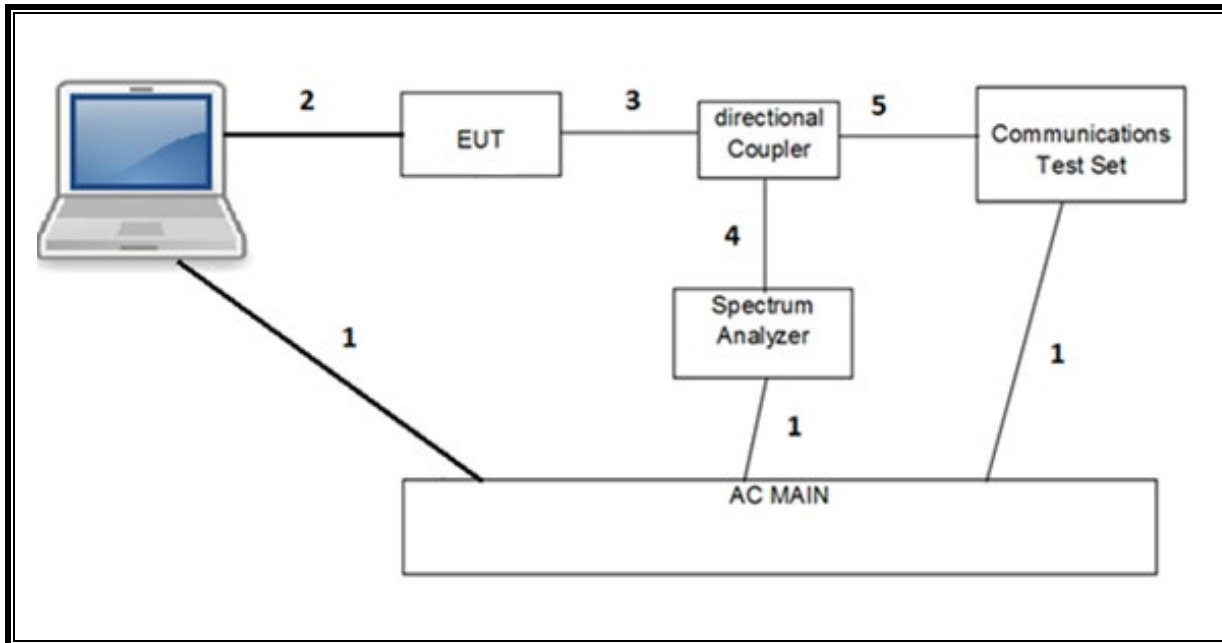 2
EUT
3
directional
Coupler
5
Communications
Test Set
4
Spectrum
Analyzer
1
1
1
AC MAIN